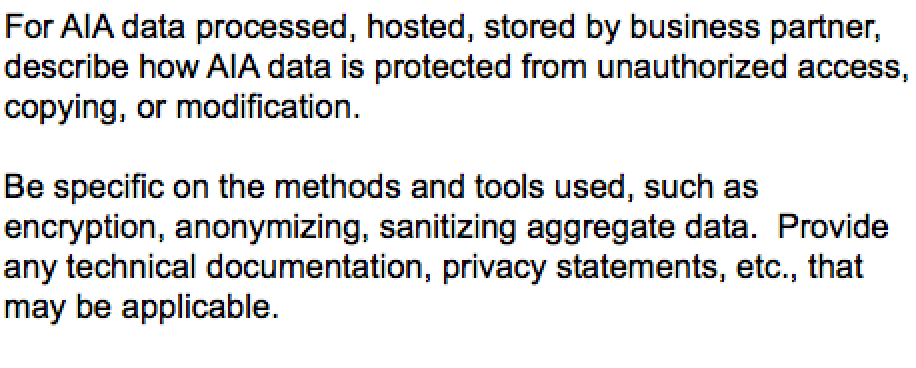 For AIA data processed, hosted, stored by business partner,
describe how AIA data is protected from unauthorized access,
copying, or modification.
Be specific on the methods and tools used, such as
encryption, anonymizing, sanitizing aggregate data.  Provide
any technical documentation, privacy statements, etc., that
may be applicable.